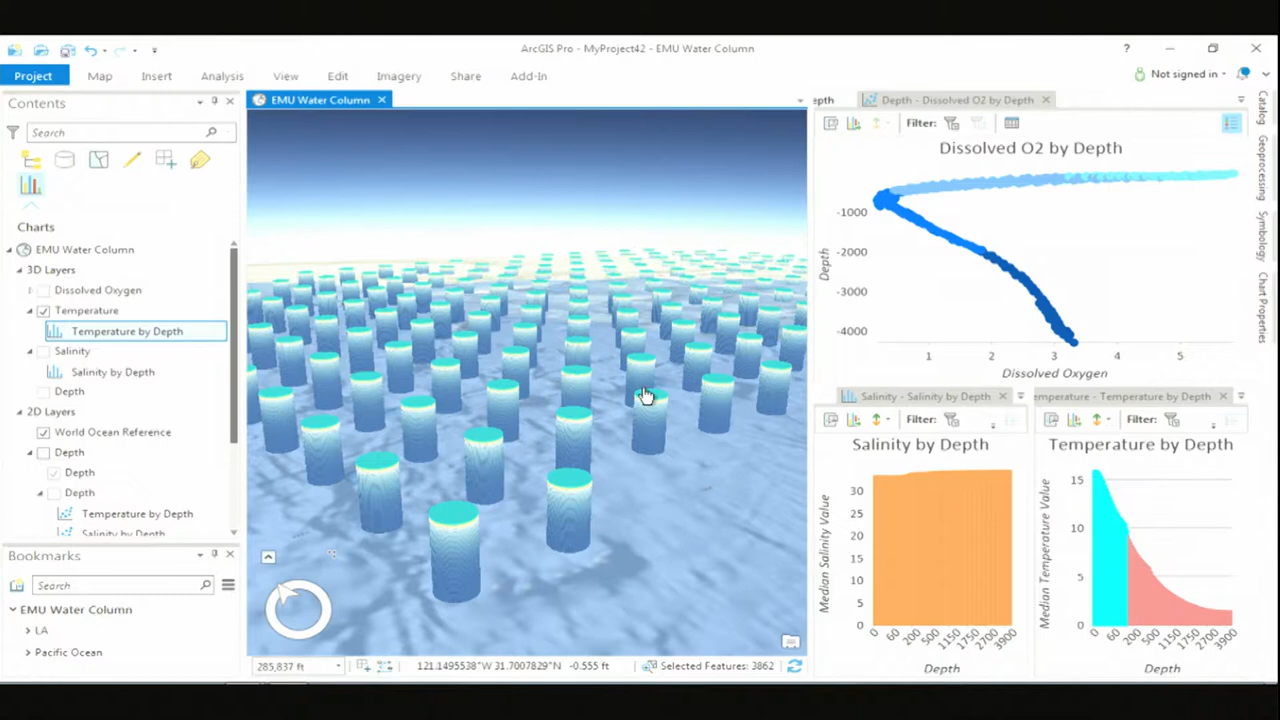 ArcGIS Pro - MyProject42 - EMU Water Column
?
Project Map Insert Analysis View Edit Imagery Share Add-In
Not signed in
Contents
Search
Charts
EMU Water Column
3D Layers
Dissolved Oxygen
Temperature
Temperature by Depth
Salinity
Salinity by Depth
Depth
2D Layers
World Ocean Reference
Depth
Depth
Depth
Temperature by Depth
Salinity by Depth
Bookmarks
Search
EMU Water Column
LA
Pacific Ocean
EMU Water Column
285,837 ft
121.1495538°W 31.7007829°N -0.555 ft
Selected Features: 3862
epth
Depth - Dissolved O2 by Depth
Filter:
Dissolved O2 by Depth
Depth
-1000
-2000
-3000
-4000
1 2 3 4 5
Dissolved Oxygen
Salinity - Salinity by Depth
Filter:
Salinity by Depth
Median Salinity Value
30
25
20
15
10
5
0
0 60 200 500 1150 1750 2700 3900
Depth
emperature - Temperature by Depth
Filter:
Temperature by Depth
Median Temperature Value
15
10
5
0
0 60 200 500 1150 1750 2700 3900
Depth
Catalog
Geoprocessing
Symbology
Chart Properties